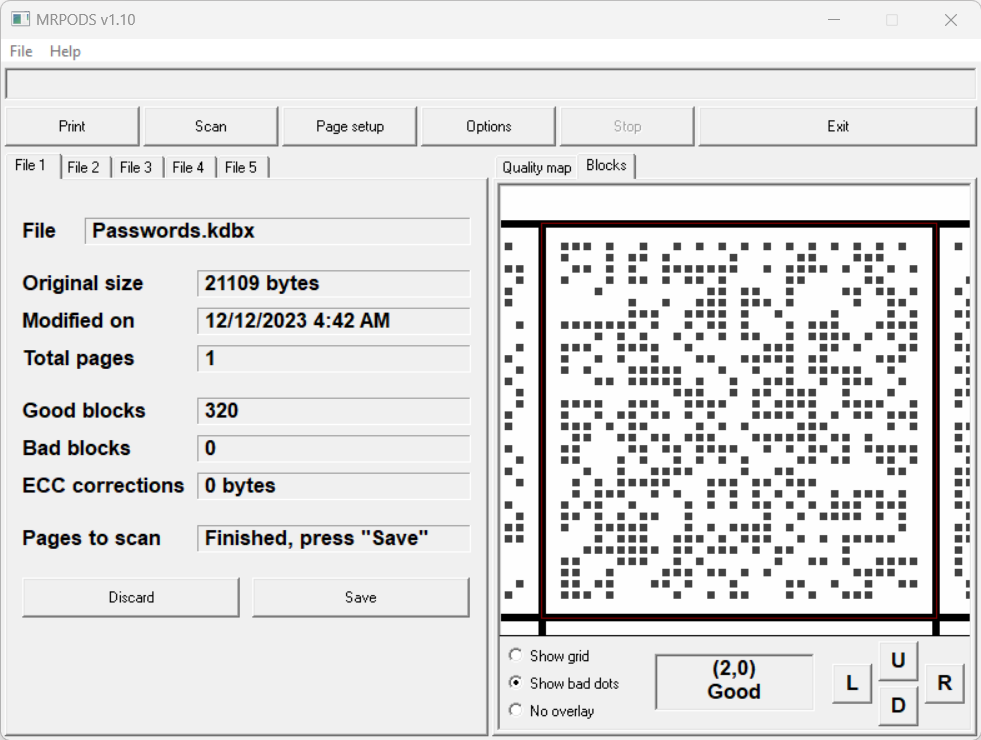 MRPODS v1.10
File Help
Print Scan Page setup Options Stop Exit
File 1 File 2 File 3 File 4 File 5
Quality map Blocks
File Passwords.kdbx
Original size 21109 bytes
Modified on 12/12/2023 4:42 AM
Total pages 1
Good blocks 320
Bad blocks 0
ECC corrections 0 bytes
Pages to scan Finished, press "Save"
Discard Save
Show grid
Show bad dots
No overlay
(2,0)
Good
L U D R